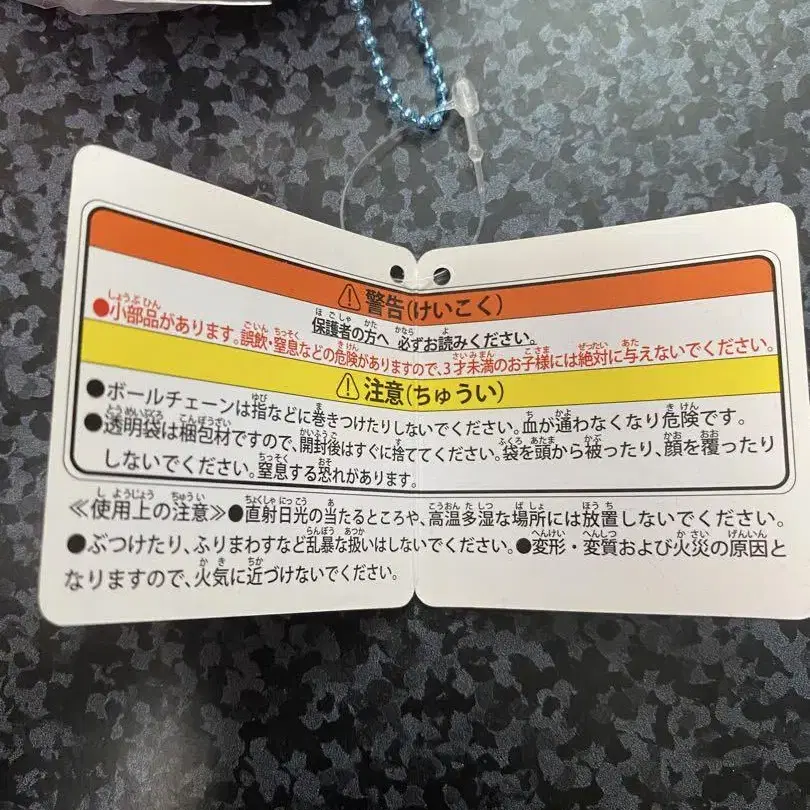 ⚠警告(けいこく)
保護者の方へ 必ずお読みください。
●小部品があります。誤飲・窒息などの危険がありますので、3才未満のお子様には絶対に与えないでください。
⚠注意(ちゅうい)
●ボールチェーンは指などに巻きつけたりしないでください。血が通わなくなり危険です。
●透明袋は梱包材ですので、開封後はすぐに捨ててください。袋を頭から被ったり、顔を覆ったり
しないでください。窒息する恐れがあります。
≪使用上の注意≫●直射日光の当たるところや、高温多湿な場所には放置しないでください。
●ぶつけたり、ふりまわすなど乱暴な扱いはしないでください。●変形・変質および火災の原因と
なりますので、火気に近づけないでください。